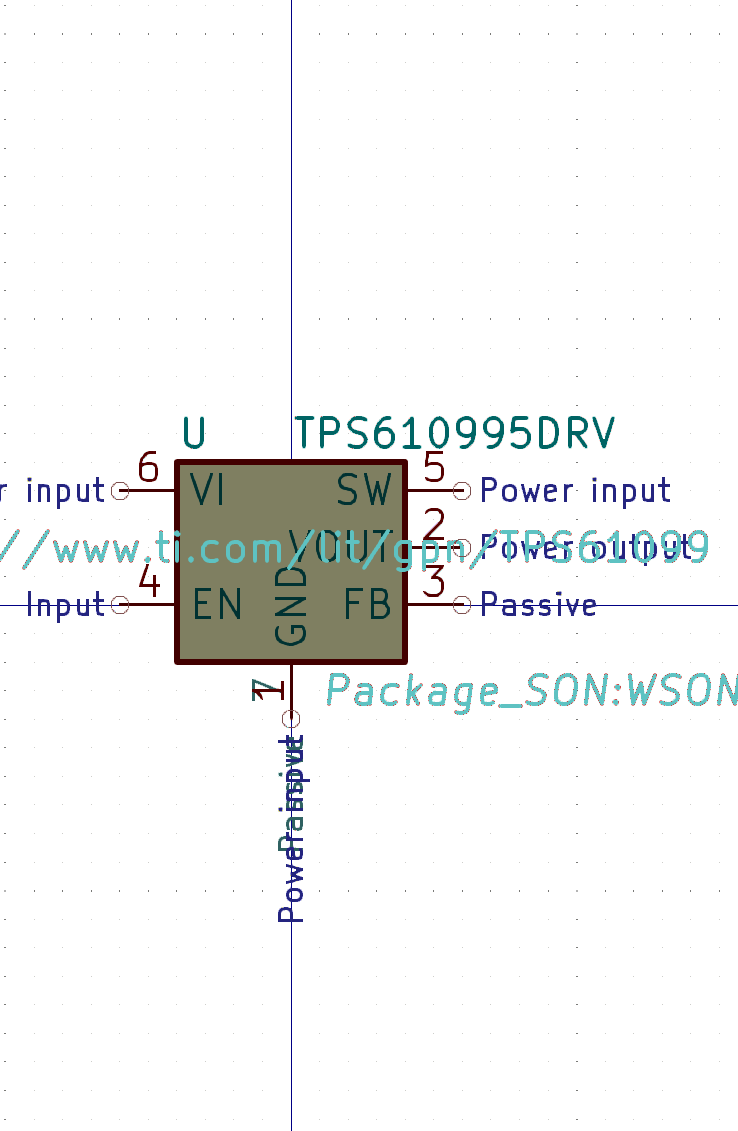 U TPS610995DRV
6 5
r input VI SW Power input
2
//www.ti.com/lit/gpn/TPS61099
VOUT Power output
4 3
Input EN FB Passive
GND
7
1
Package_SON:WSON
Passive
Power input